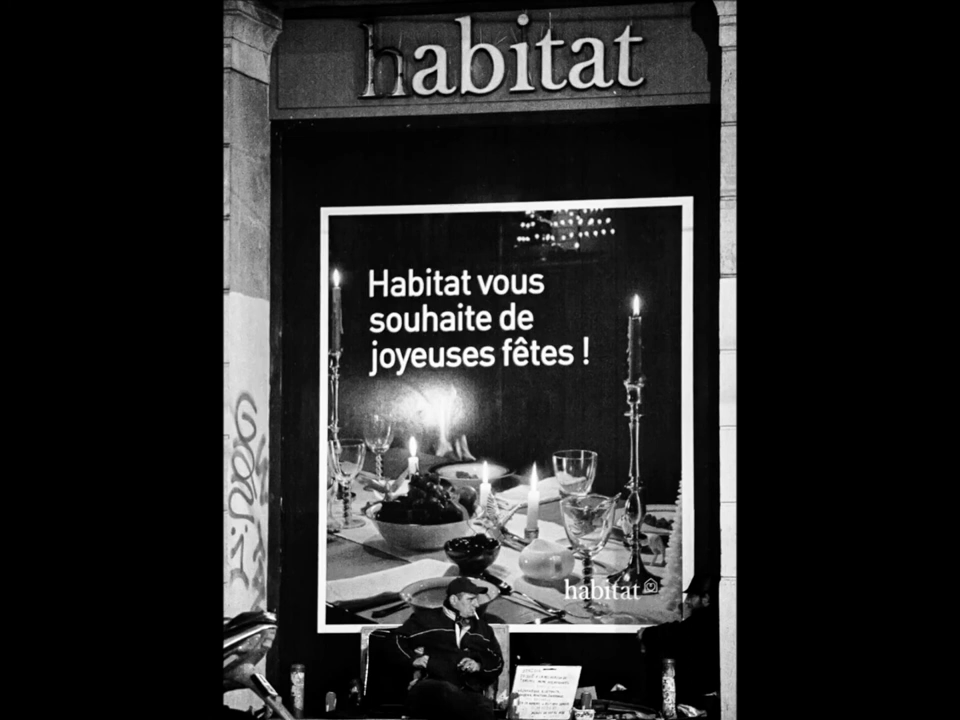 habitat
Habitat vous
souhaite de
joyeuses fêtes !
habitat